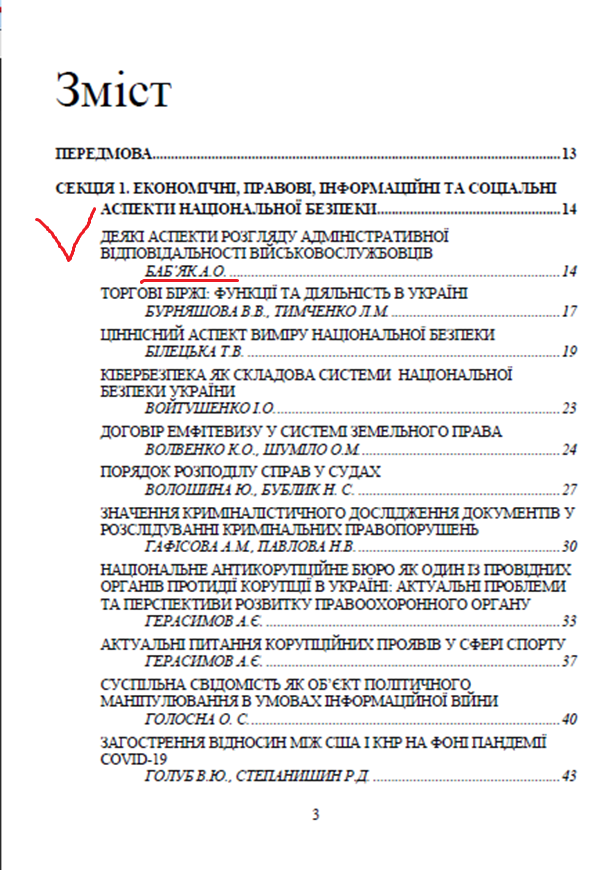 Зміст
ПЕРЕДМОВА...13
СЕКЦІЯ 1. ЕКОНОМІЧНІ, ПРАВОВІ, ІНФОРМАЦІЙНІ ТА СОЦІАЛЬНІ
АСПЕКТИ НАЦІОНАЛЬНОЇ БЕЗПЕКИ...14
ДЕЯКІ АСПЕКТИ РОЗГЛЯДУ АДМІНІСТРАТИВНОЇ
ВІДПОВІДАЛЬНОСТІ ВІЙСЬКОВОСЛУЖБОВЦІВ
БАБ'ЯК А.О. ...14
ТОРГОВІ БІРЖІ: ФУНКЦІЇ ТА ДІЯЛЬНІСТЬ В УКРАЇНІ
БУРНЯШОВА В.В., ТИМЧЕНКО Л.М. ...17
ЦІННІСНИЙ АСПЕКТ ВИМІРУ НАЦІОНАЛЬНОЇ БЕЗПЕКИ
БІЛЕЦЬКА Т.В. ...19
КІБЕРБЕЗПЕКА ЯК СКЛАДОВА СИСТЕМИ НАЦІОНАЛЬНОЇ
БЕЗПЕКИ УКРАЇНИ
ВОЙТУШЕНКО І.О. ...23
ДОГОВІР ЕМФІТЕВИЗУ У СИСТЕМІ ЗЕМЕЛЬНОГО ПРАВА
ВОЛВЕНКО К.О., ШУМІЛО О.М. ...24
ПОРЯДОК РОЗПОДІЛУ СПРАВ У СУДАХ
ВОЛОШИНА Ю., БУБЛИК Н. С. ...27
ЗНАЧЕННЯ КРИМІНАЛІСТИЧНОГО ДОСЛІДЖЕННЯ ДОКУМЕНТІВ У
РОЗСЛІДУВАННІ КРИМІНАЛЬНИХ ПРАВОПОРУШЕНЬ
ГАФІСОВА А.М., ПАВЛОВА Н.В. ...30
НАЦІОНАЛЬНЕ АНТИКОРУПЦІЙНЕ БЮРО ЯК ОДИН ІЗ ПРОВІДНИХ
ОРГАНІВ ПРОТИДІЇ КОРУПЦІЇ В УКРАЇНІ: АКТУАЛЬНІ ПРОБЛЕМИ
ТА ПЕРСПЕКТИВИ РОЗВИТКУ ПРАВООХОРОННОГО ОРГАНУ
ГЕРАСИМОВ А.Є. ...33
АКТУАЛЬНІ ПИТАННЯ КОРУПЦІЙНИХ ПРОЯВІВ У СФЕРІ СПОРТУ
ГЕРАСИМОВ А.Є. ...37
СУСПІЛЬНА СВІДОМІСТЬ ЯК ОБ'ЄКТ ПОЛІТИЧНОГО
МАНІПУЛЮВАННЯ В УМОВАХ ІНФОРМАЦІЙНОЇ ВІЙНИ
ГОЛОСНА О. С. ...40
ЗАГОСТРЕННЯ ВІДНОСИН МІЖ США І КНР НА ФОНІ ПАНДЕМІЇ
COVID-19
ГОЛУБ В.Ю., СТЕПАНИШИН Р.Д. ...43
3